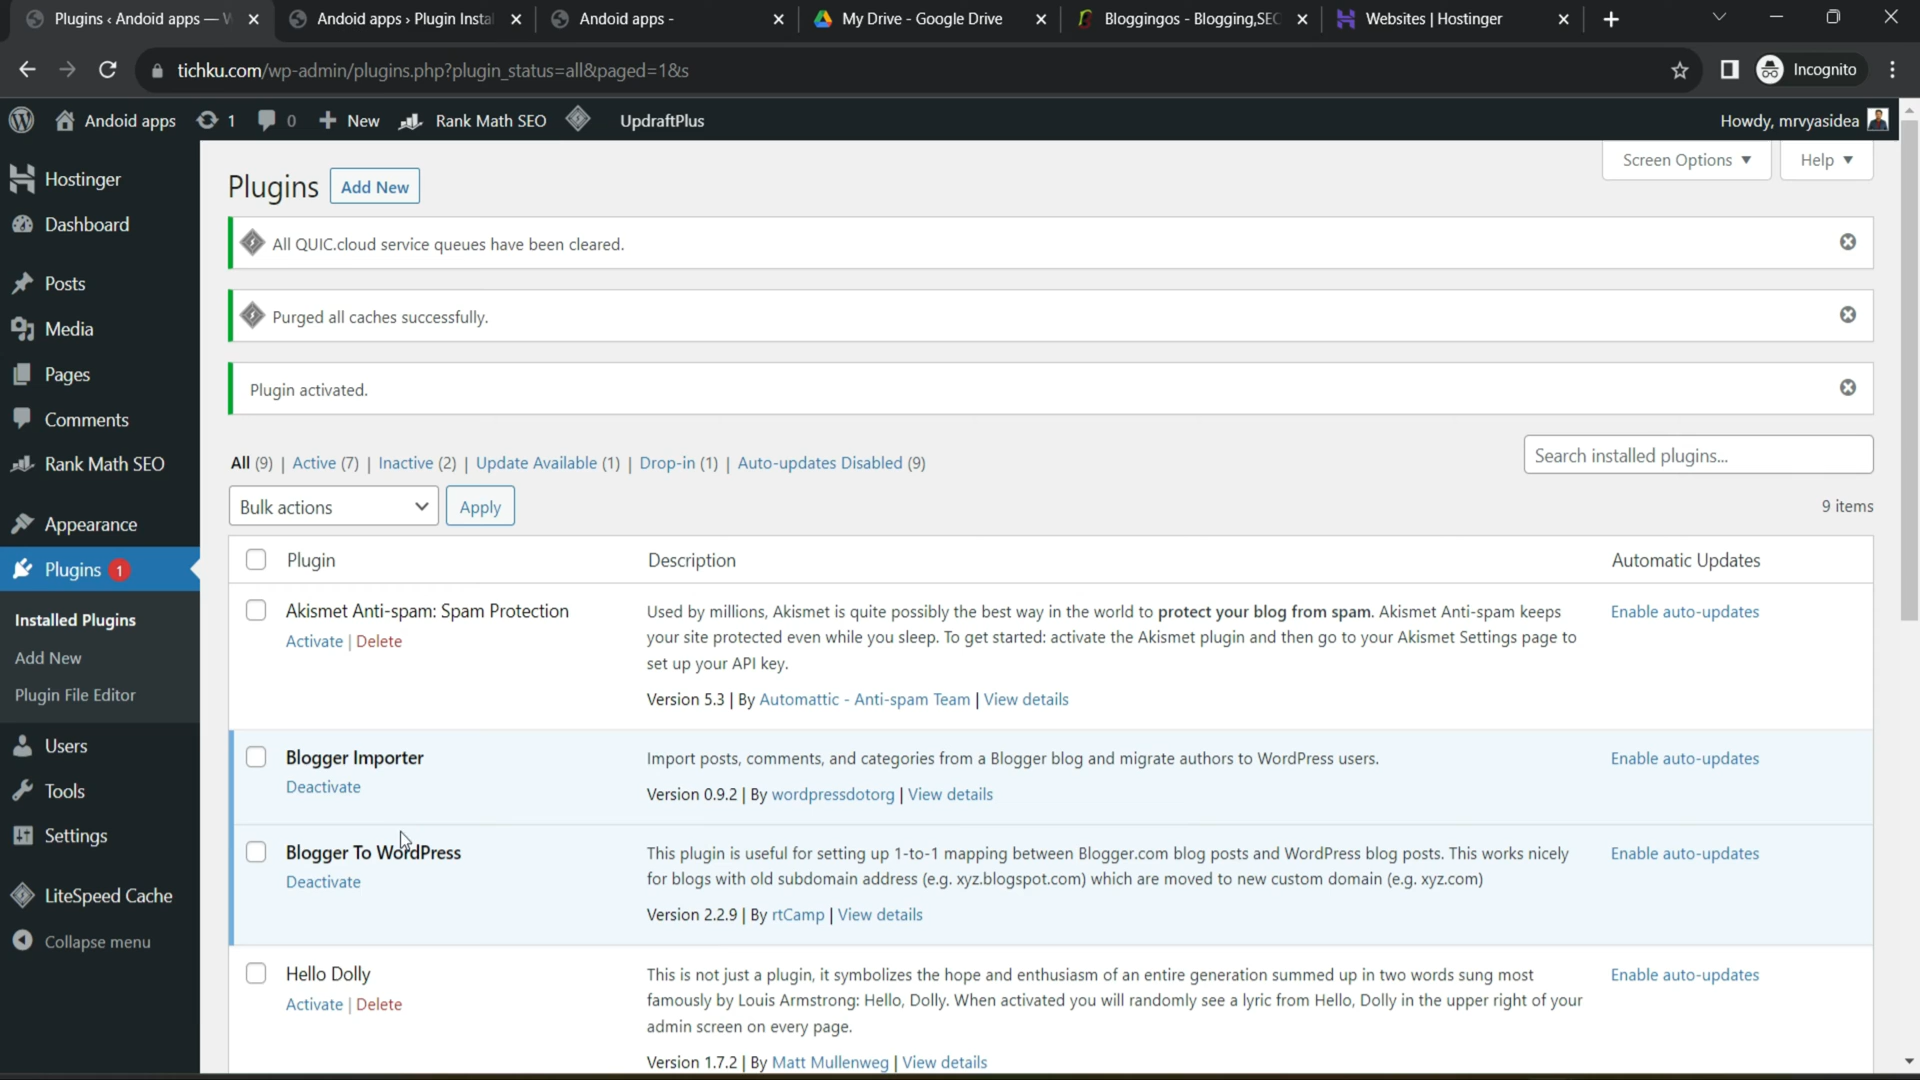 Plugins ‹ Andoid apps — W
Andoid apps › Plugin Insta
Andoid apps -
My Drive - Google Drive
Bloggingos - Blogging,SEO
Websites | Hostinger
tichku.com/wp-admin/plugins.php?plugin_status=all&paged=1&s
Incognito
Andoid apps 1 0 New Rank Math SEO UpdraftPlus
Howdy, mrvyasidea
Hostinger
Dashboard
Posts
Media
Pages
Comments
Rank Math SEO
Appearance
Plugins 1
Installed Plugins
Add New
Plugin File Editor
Users
Tools
Settings
LiteSpeed Cache
Collapse menu
Screen Options
Help
Plugins Add New
All QUIC.cloud service queues have been cleared.
Purged all caches successfully.
Plugin activated.
All (9) | Active (7) | Inactive (2) | Update Available (1) | Drop-in (1) | Auto-updates Disabled (9)
Search installed plugins...
Bulk actions Apply
9 items
Plugin Description Automatic Updates
Akismet Anti-spam: Spam Protection
Activate | Delete
Used by millions, Akismet is quite possibly the best way in the world to protect your blog from spam. Akismet Anti-spam keeps
your site protected even while you sleep. To get started: activate the Akismet plugin and then go to your Akismet Settings page to
set up your API key.
Version 5.3 | By Automattic - Anti-spam Team | View details
Enable auto-updates
Blogger Importer
Deactivate
Import posts, comments, and categories from a Blogger blog and migrate authors to WordPress users.
Version 0.9.2 | By wordpressdotorg | View details
Enable auto-updates
Blogger To WordPress
Deactivate
This plugin is useful for setting up 1-to-1 mapping between Blogger.com blog posts and WordPress blog posts. This works nicely
for blogs with old subdomain address (e.g. xyz.blogspot.com) which are moved to new custom domain (e.g. xyz.com)
Version 2.2.9 | By rtCamp | View details
Enable auto-updates
Hello Dolly
Activate | Delete
This is not just a plugin, it symbolizes the hope and enthusiasm of an entire generation summed up in two words sung most
famously by Louis Armstrong: Hello, Dolly. When activated you will randomly see a lyric from Hello, Dolly in the upper right of your
admin screen on every page.
Version 1.7.2 | By Matt Mullenweg | View details
Enable auto-updates